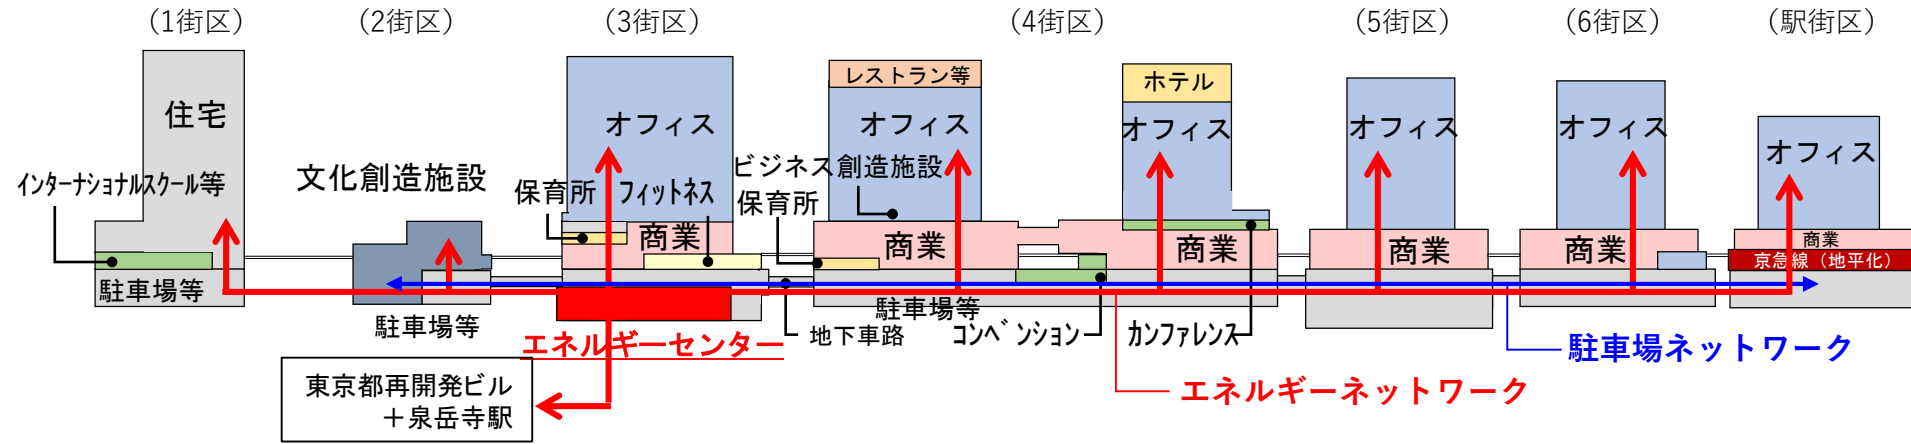 （1街区）
（2街区）
（3街区）
（4街区）
（5街区）
（6街区）
（駅街区）
住宅
インターナショナルスクール等
駐車場等
文化創造施設
駐車場等
オフィス
保育所
フィットネス
商業
エネルギーセンター
東京都再開発ビル
＋泉岳寺駅
レストラン等
オフィス
ビジネス創造施設
保育所
商業
駐車場等
地下車路
コンベンション
ホテル
オフィス
商業
カンファレンス
オフィス
商業
オフィス
商業
オフィス
商業
京急線（地平化）
駐車場ネットワーク
エネルギーネットワーク